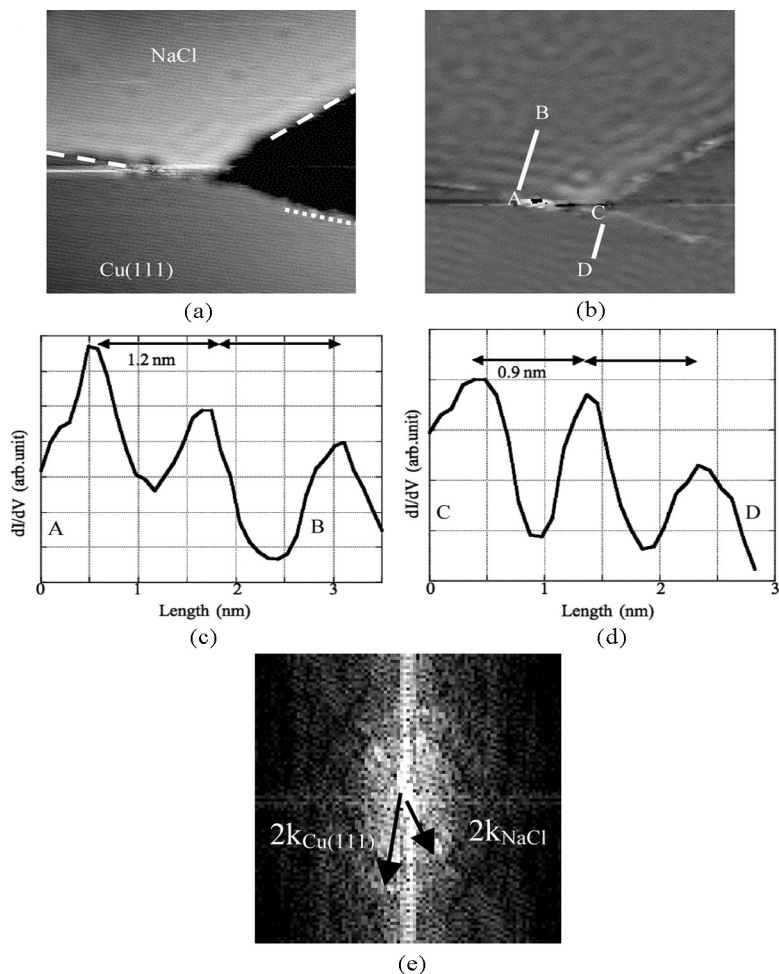 NaCl
Cu(111)
(a)
B
A
C
D
(b)
1.2 nm
dI/dV (arb.unit)
A
B
0
1
2
3
Length (nm)
(c)
0.9 nm
dI/dV (arb.unit)
C
D
0
1
2
3
Length (nm)
(d)
2kCu(111)
2kNaCl
(e)